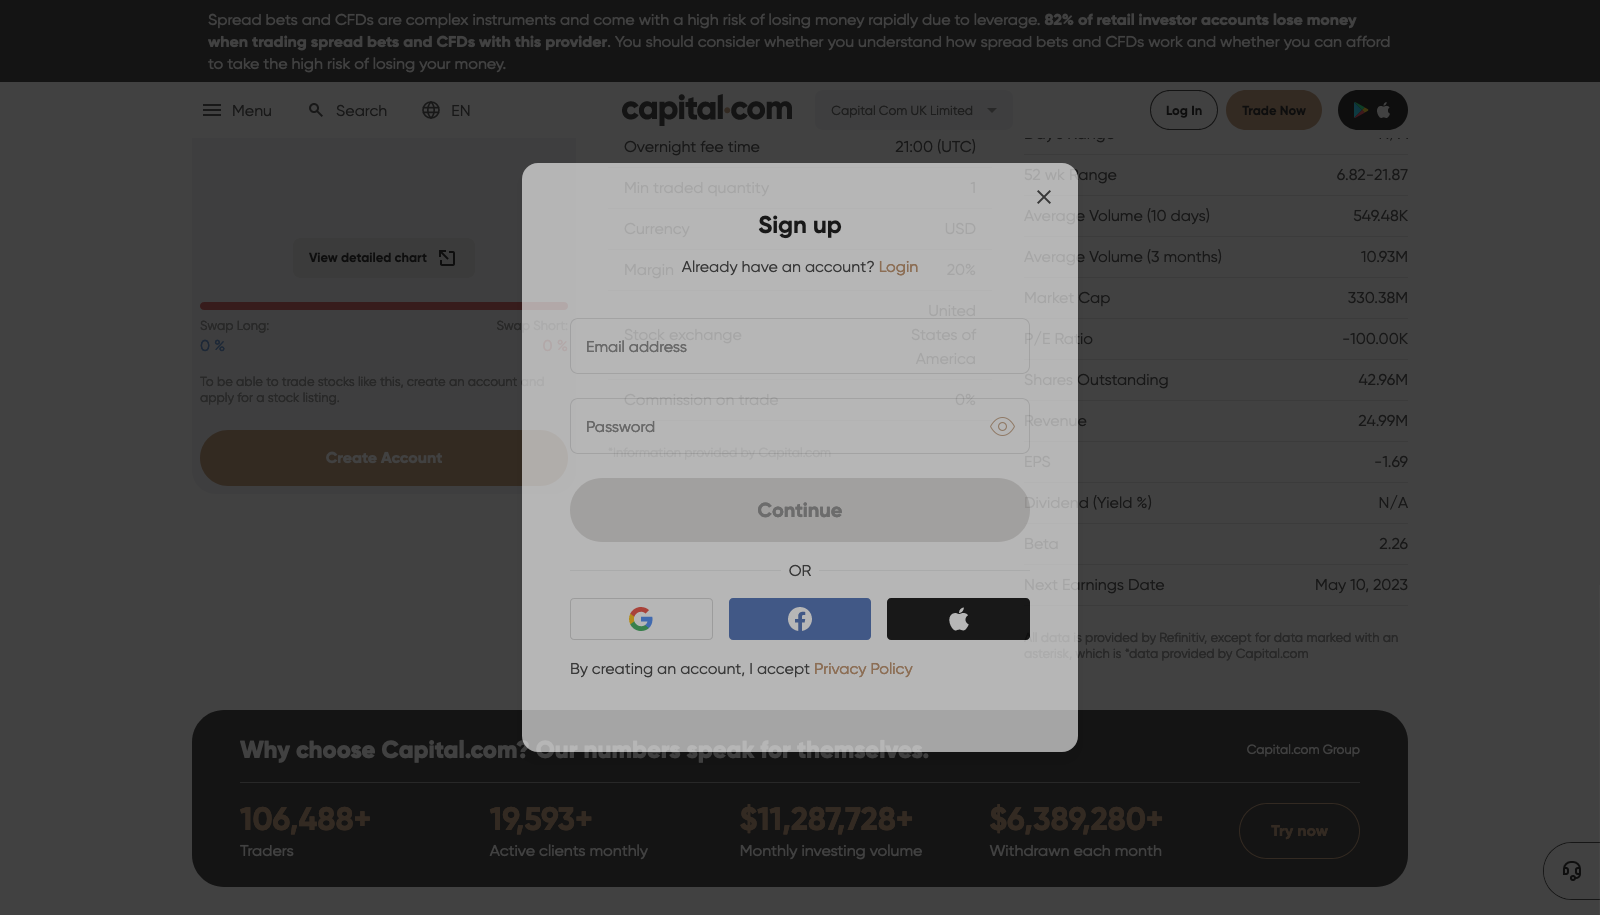 Spread bets and CFDs are complex instruments and come with a high risk of losing money rapidly due to leverage. 82% of retail investor accounts lose money
when trading spread bets and CFDs with this provider. You should consider whether you understand how spread bets and CFDs work and whether you can afford
to take the high risk of losing your money.
Menu
Search
EN
capital.com
Capital Com UK Limited
Log In
Trade Now
View detailed chart
Swap Long:
Swap Short:
0 %
0 %
To be able to trade stocks like this, create an account and
apply for a stock listing.
Create Account
Overnight fee time 21:00 (UTC)
Min traded quantity 1
Currency USD
Margin 20%
Stock exchange United
States of
America
Commission on trade 0%
*Information provided by Capital.com
Sign up
Already have an account? Login
Email address
Password
Continue
OR
By creating an account, I accept Privacy Policy
52 wk Range 6.82-21.87
Average Volume (10 days) 549.48K
Average Volume (3 months) 10.93M
Market Cap 330.38M
P/E Ratio -100.00K
Shares Outstanding 42.96M
Revenue 24.99M
EPS -1.69
Dividend (Yield %) N/A
Beta 2.26
Next Earnings Date May 10, 2023
All data is provided by Refinitiv, except for data marked with an
asterisk, which is *data provided by Capital.com
Why choose Capital.com? Our numbers speak for themselves.
Capital.com Group
106,488+
Traders
19,593+
Active clients monthly
$11,287,728+
Monthly investing volume
$6,389,280+
Withdrawn each month
Try now